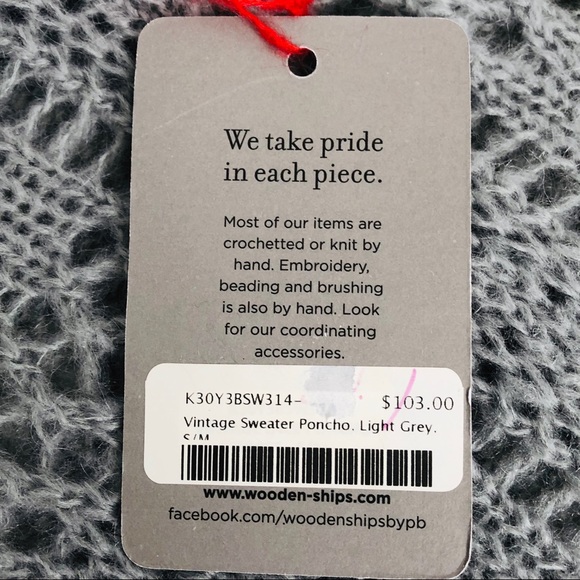 We take pride
in each piece.
Most of our items are
crochetted or knit by
hand. Embroidery,
beading and brushing
is also by hand. Look
for our coordinating
accessories.
K30Y3BSW314- $103.00
Vintage Sweater Poncho. Light Grey.
S/M
www.wooden-ships.com
facebook.com/woodenshipsbypb